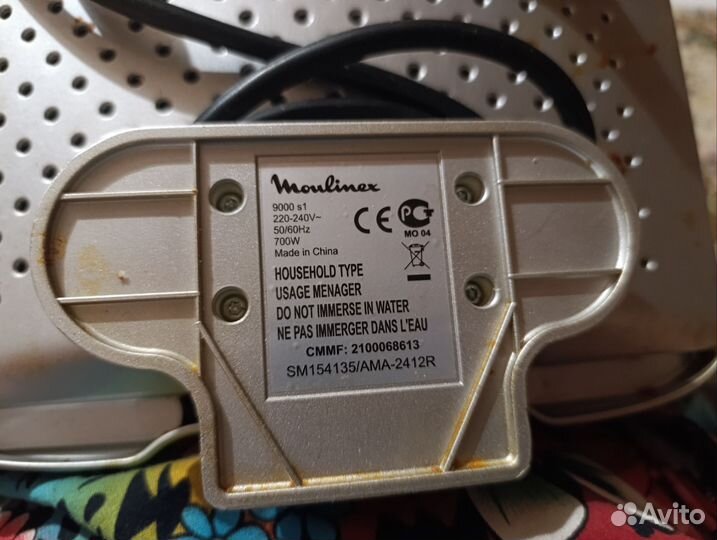 Moulinex
9000 s1
220-240V~
50/60Hz
700W
Made in China
CE PCT
MO 04
HOUSEHOLD TYPE
USAGE MENAGER
DO NOT IMMERSE IN WATER
NE PAS IMMERGER DANS L'EAU
CMMF: 2100068613
SM154135/AMA-2412R
Avito